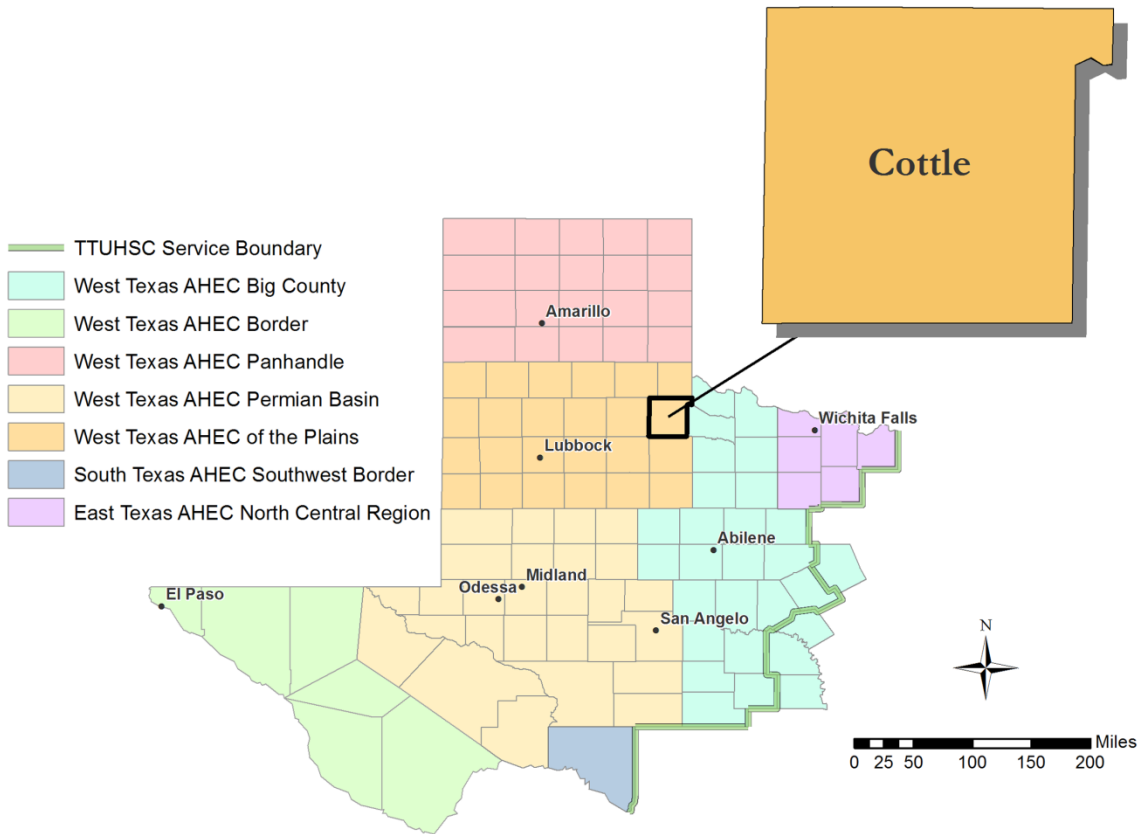 Cottle
TTUHSC Service Boundary
West Texas AHEC Big County
West Texas AHEC Border
West Texas AHEC Panhandle
West Texas AHEC Permian Basin
West Texas AHEC of the Plains
South Texas AHEC Southwest Border
East Texas AHEC North Central Region
Amarillo
Wichita Falls
Lubbock
Abilene
Midland
Odessa
El Paso
San Angelo
N
Miles
0 25 50 100 150 200